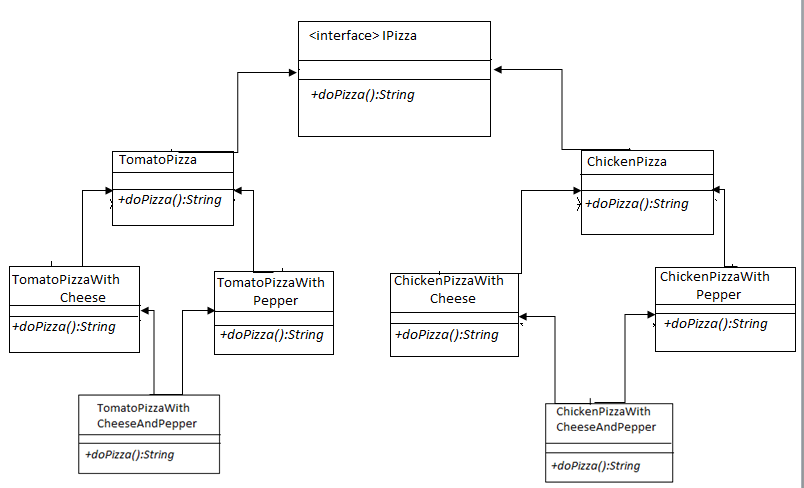 <interface> IPizza
+doPizza():String
TomatoPizza
+doPizza():String
ChickenPizza
+doPizza():String
TomatoPizzaWith
Cheese
+doPizza():String
TomatoPizzaWith
Pepper
+doPizza():String
ChickenPizzaWith
Cheese
+doPizza():String
ChickenPizzaWith
Pepper
+doPizza():String
TomatoPizzaWith
CheeseAndPepper
+doPizza():String
ChickenPizzaWith
CheeseAndPepper
+doPizza():String